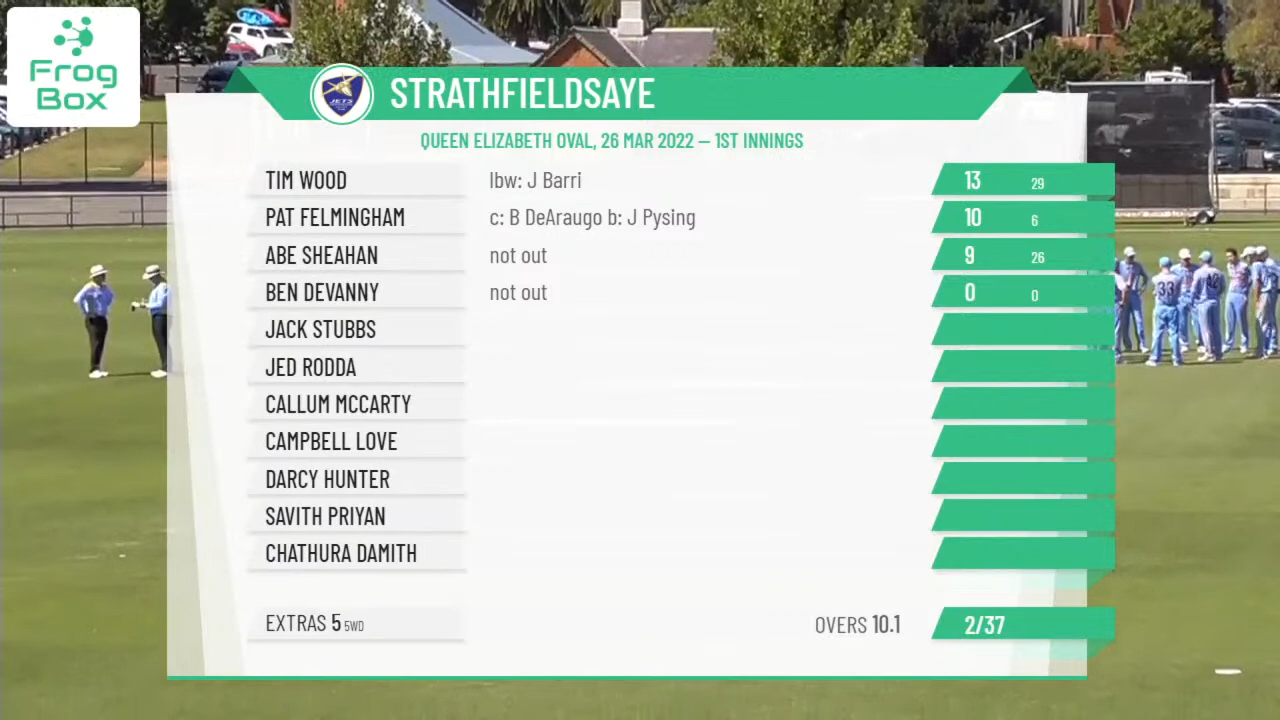 Frog
Box
JETS
STRATHFIELDSAYE
QUEEN ELIZABETH OVAL, 26 MAR 2022 – 1ST INNINGS
TIM WOOD lbw: J Barri 13 29
PAT FELMINGHAM c: B DeAraugo b: J Pysing 10 6
ABE SHEAHAN not out 9 26
BEN DEVANNY not out 0 0
JACK STUBBS
JED RODDA
CALLUM MCCARTY
CAMPBELL LOVE
DARCY HUNTER
SAVITH PRIYAN
CHATHURA DAMITH
EXTRAS 5 5WD OVERS 10.1 2/37
33